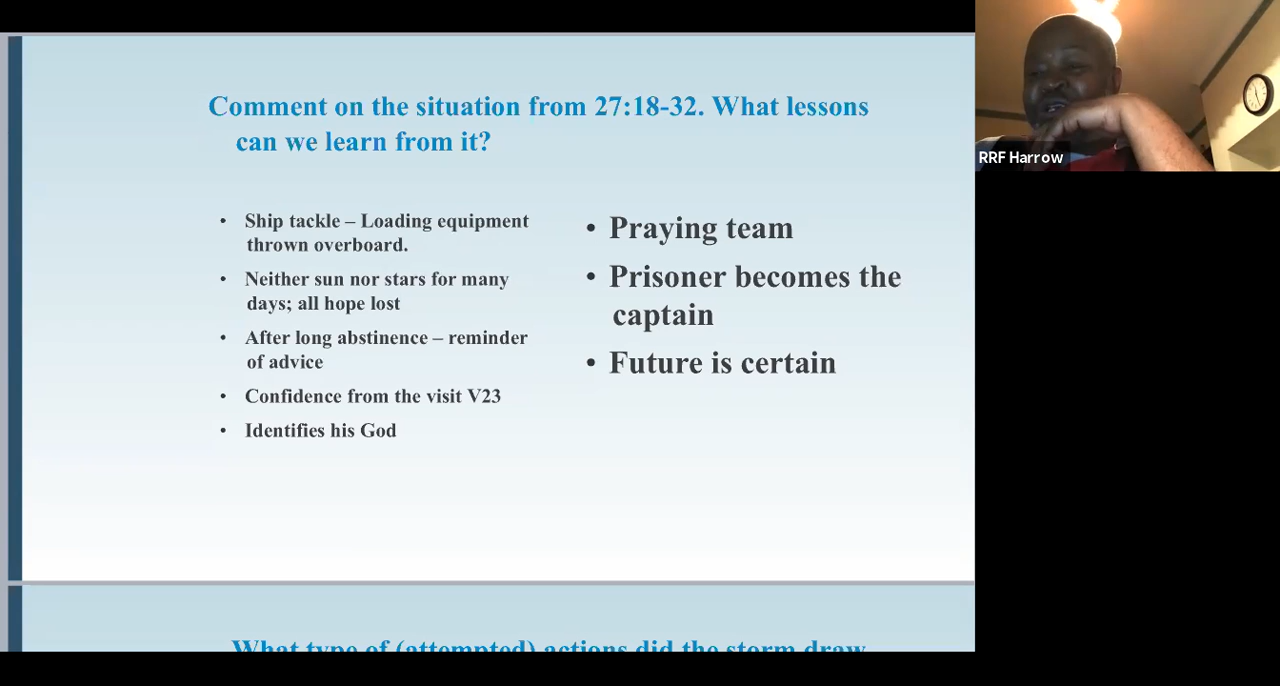 Comment on the situation from 27:18-32. What lessons
can we learn from it?
• Ship tackle – Loading equipment
thrown overboard.
• Neither sun nor stars for many
days; all hope lost
• After long abstinence – reminder
of advice
• Confidence from the visit V23
• Identifies his God
• Praying team
• Prisoner becomes the
captain
• Future is certain
What type of (attempted) actions did the storm draw
RRF Harrow